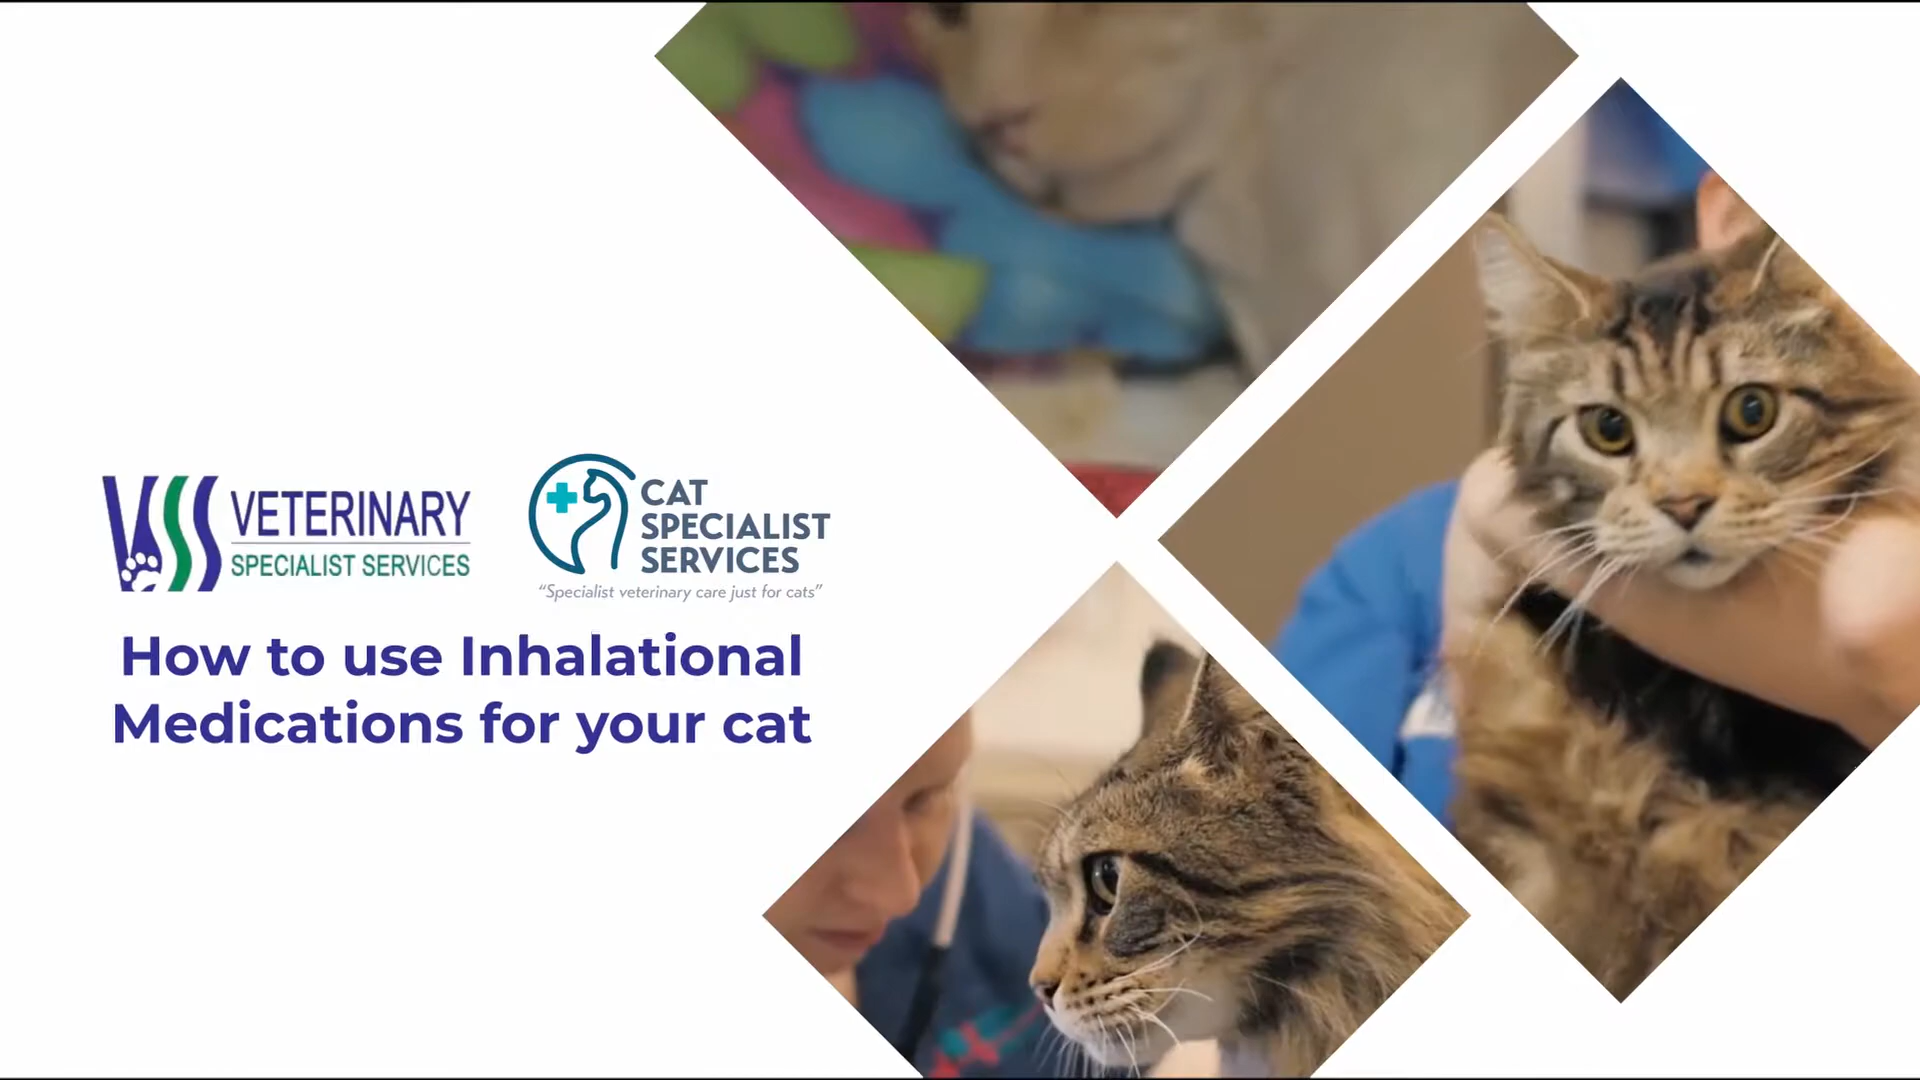 VSS VETERINARY
SPECIALIST SERVICES
CAT
SPECIALIST
SERVICES
“Specialist veterinary care just for cats”
How to use Inhalational
Medications for your cat